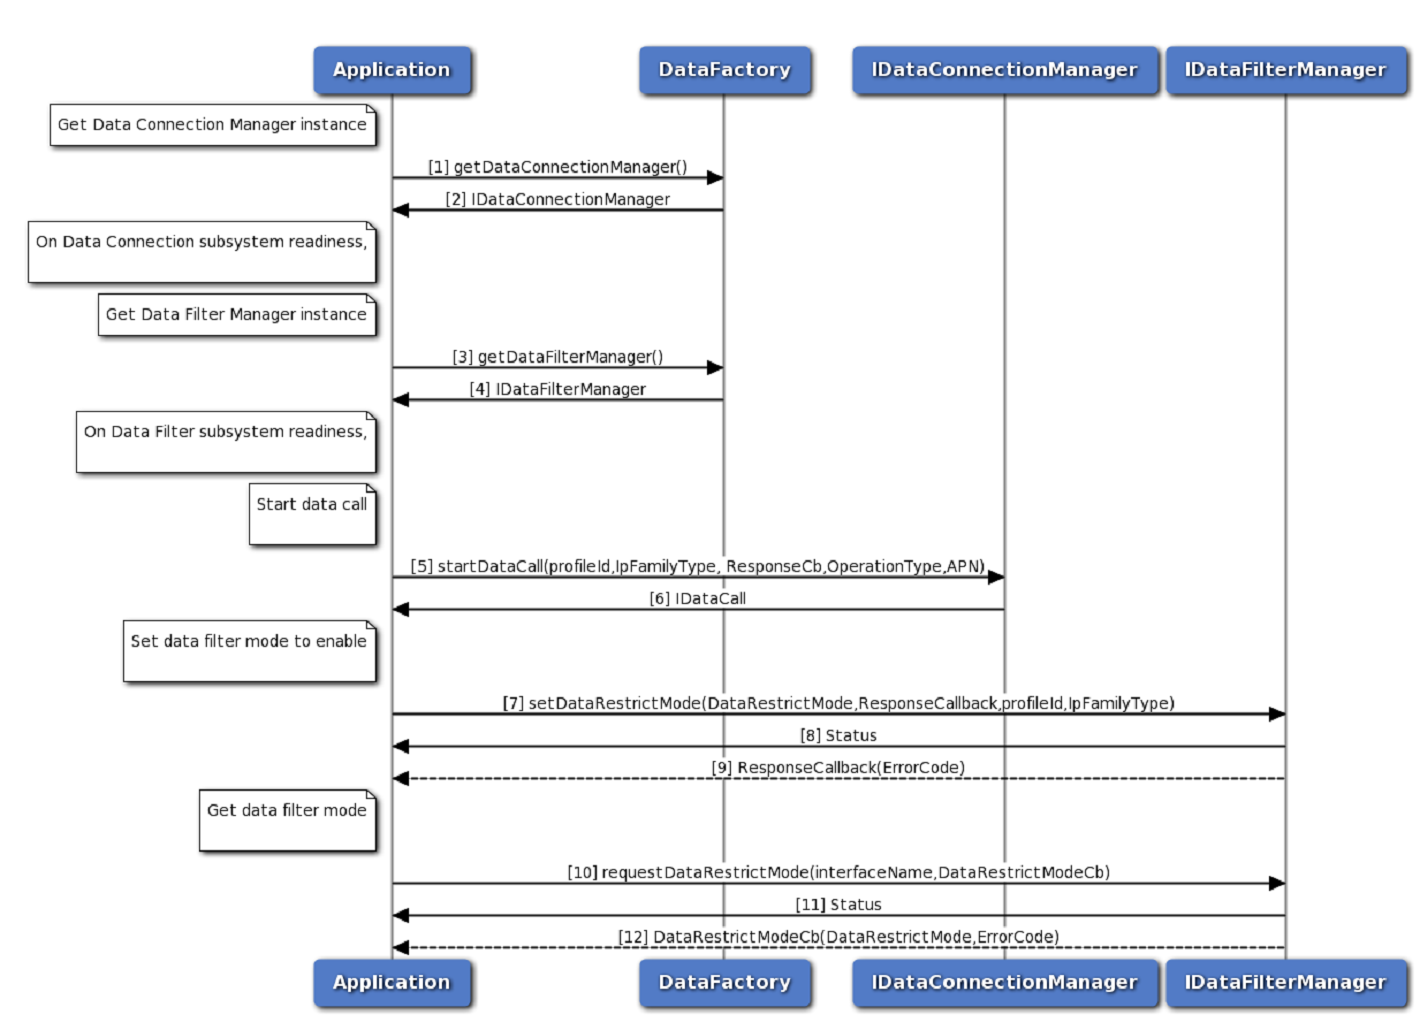 Application DataFactory IDataConnectionManager IDataFilterManager
Get Data Connection Manager instance
[1] getDataConnectionManager()
[2] IDataConnectionManager
On Data Connection subsystem readiness,
Get Data Filter Manager instance
[3] getDataFilterManager()
[4] IDataFilterManager
On Data Filter subsystem readiness,
Start data call
[5] startDataCall(profileId,IpFamilyType, ResponseCb,OperationType,APN)
[6] IDataCall
Set data filter mode to enable
[7] setDataRestrictMode(DataRestrictMode,ResponseCallback,profileId,IpFamilyType)
[8] Status
[9] ResponseCallback(ErrorCode)
Get data filter mode
[10] requestDataRestrictMode(interfaceName,DataRestrictModeCb)
[11] Status
[12] DataRestrictModeCb(DataRestrictMode,ErrorCode)
Application DataFactory IDataConnectionManager IDataFilterManager